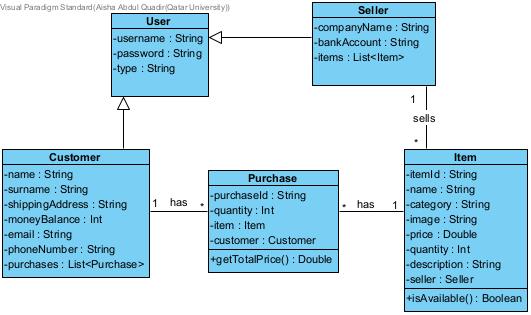 Visual Paradigm Standard(Aisha Abdul Quadir(Qatar University))
User
-username : String
-password : String
-type : String
Seller
-companyName : String
-bankAccount : String
-items : List<Item>
1
sells
*
Customer
-name : String
-surname : String
-shippingAddress : String
-moneyBalance : Int
-email : String
-phoneNumber : String
-purchases : List<Purchase>
1 has *
Purchase
-purchaseId : String
-quantity : Int
-item : Item
-customer : Customer
+getTotalPrice() : Double
* has 1
Item
-itemId : String
-name : String
-category : String
-image : String
-price : Double
-quantity : Int
-description : String
-seller : Seller
+isAvailable() : Boolean